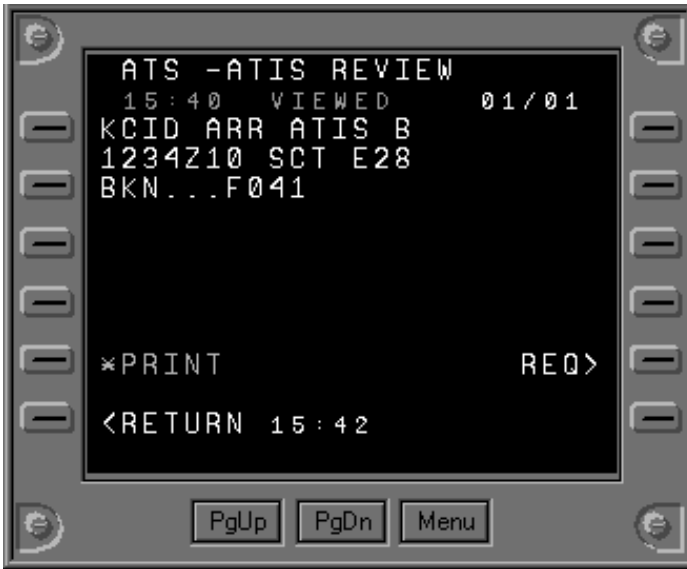 ATS -ATIS REVIEW
15:40 VIEWED 01/01
KCID ARR ATIS B
1234Z10 SCT E28
BKN...F041
*PRINT REQ>
<RETURN 15:42
PgUp PgDn Menu